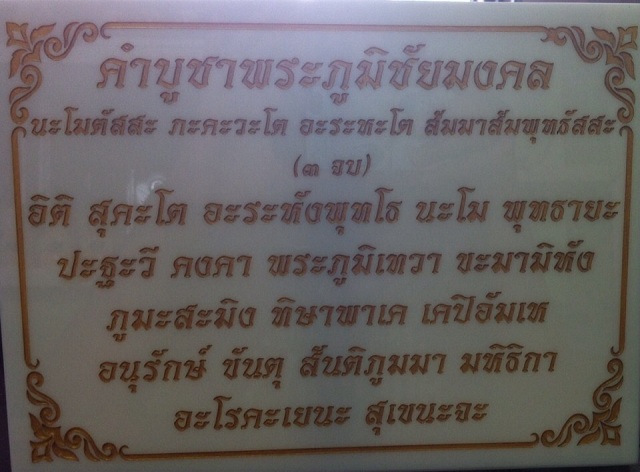 คำบูชาพระภูมิชัยมงคล
นะโมตัสสะ ภะคะวะโต อะระหะโต สัมมาสัมพุทธัสสะ
(๓ จบ)
อิติ สุคะโต อะระหังพุทโธ นะโม พุทธายะ
ปะฐะวี คงคา พระภูมิเทวา ขะมามิหัง
ภูมะสะมิง ทิษาพาเค เคปิอัมเห
อนุรักษ์ ขันตุ สันติภูมมา มหิธิกา
อะโรคะเยนะ สุเขนะจะ